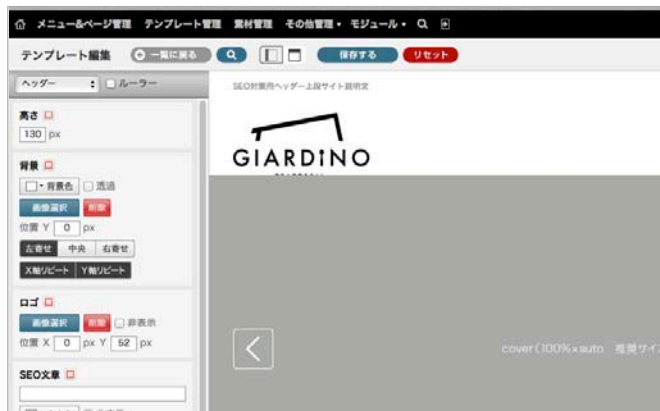 メニュー&ページ管理 テンプレート管理 素材管理 その他管理 モジュール
テンプレート編集 一覧に戻る 保存する リセット
ヘッダー ルーラー
SEO対策用ヘッダー上段サイト説明文
高さ
130 px
GIARDiNO
背景
背景色 透過
画像選択 削除
位置 Y 0 px
左寄せ 中央 右寄せ
X軸リピート Y軸リピート
ロゴ
画像選択 削除 非表示
位置 X 0 px Y 52 px
cover(100%×auto 推奨サイズ
SEO文章